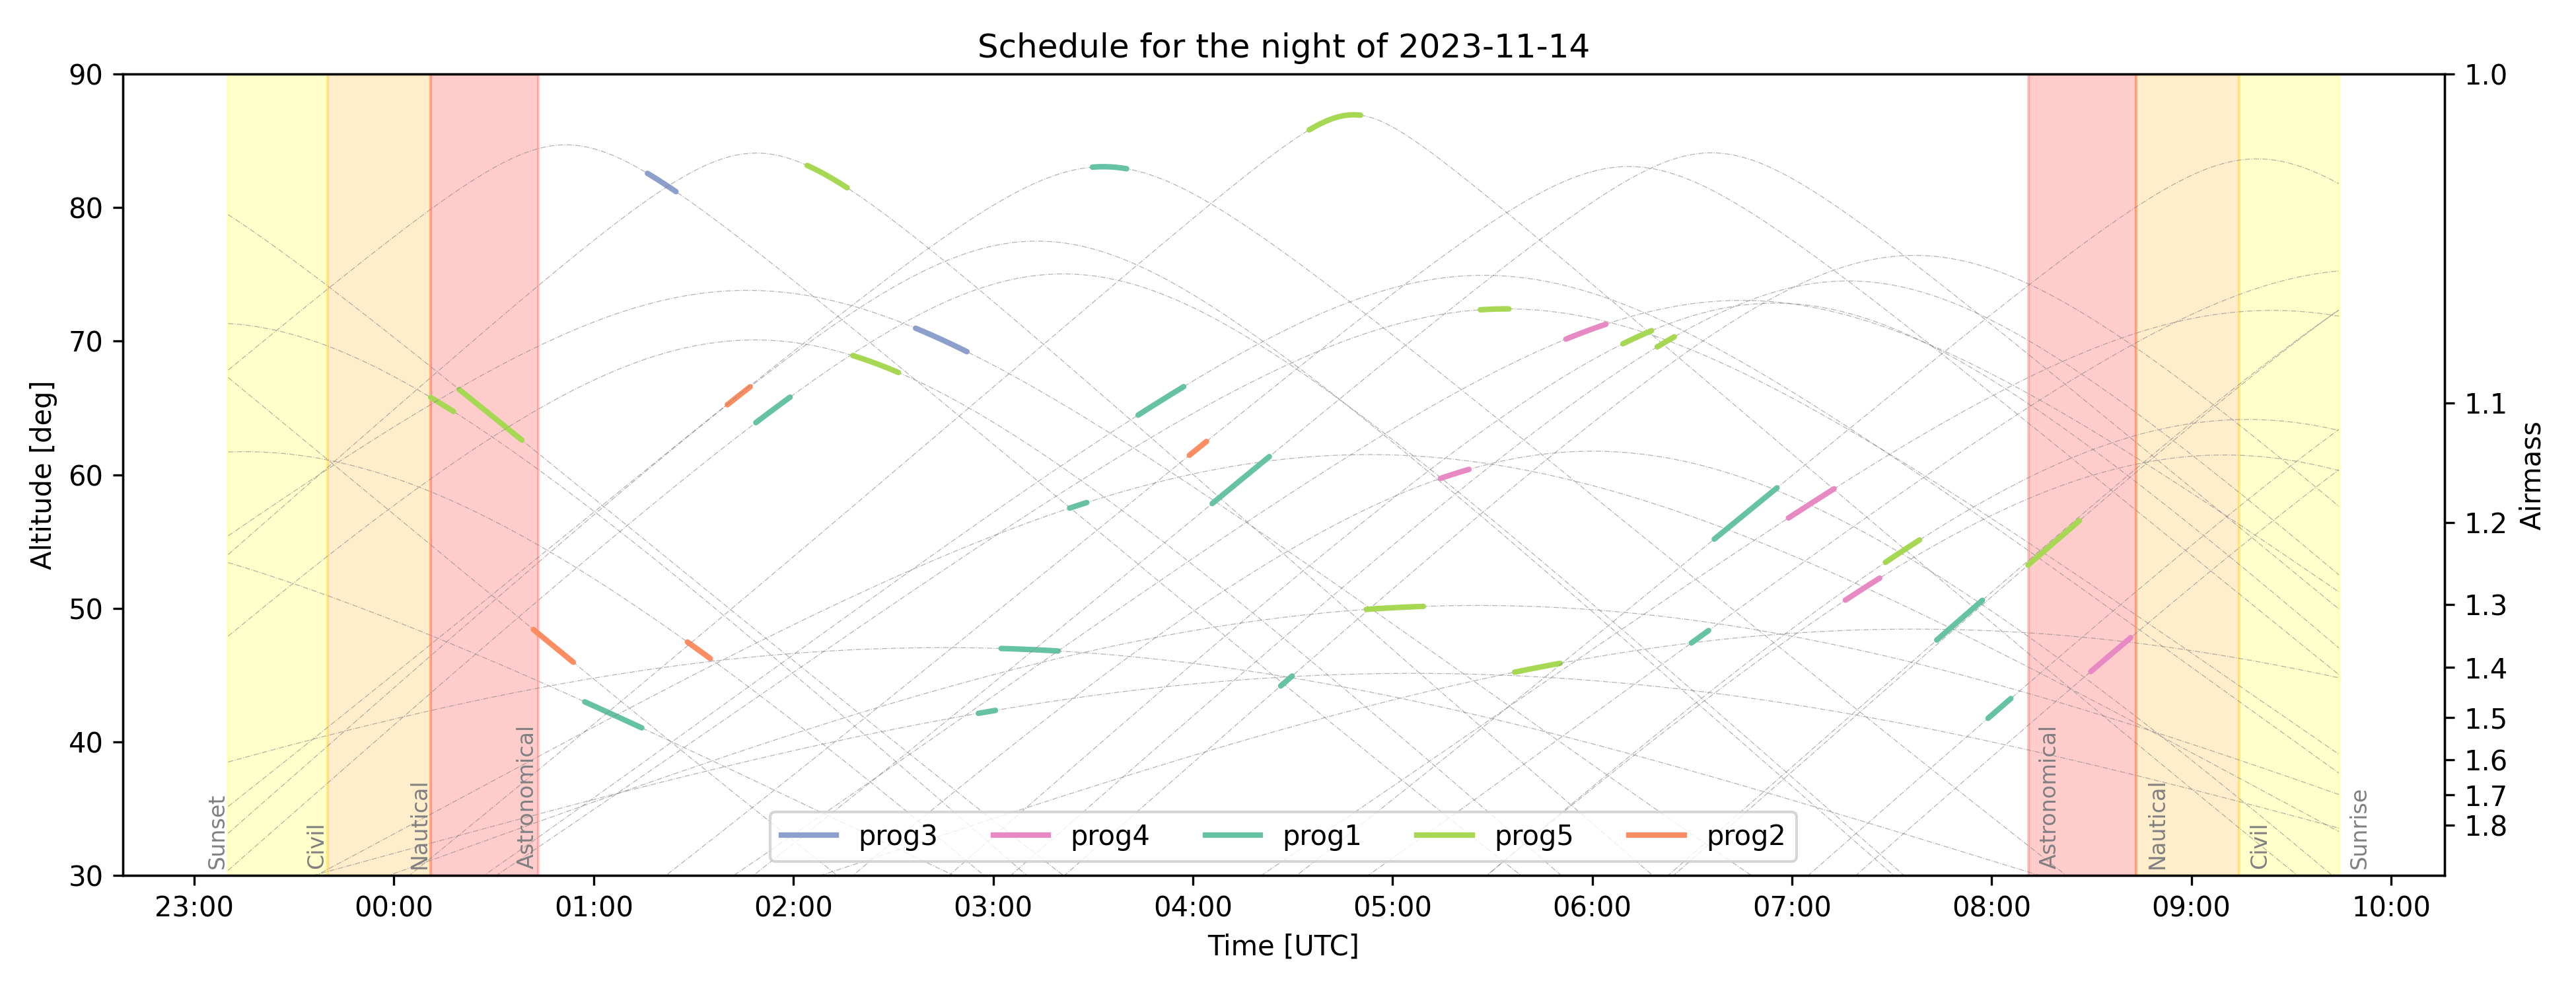 Schedule for the night of 2023-11-14
90
80
70
60
50
40
30
Altitude [deg]
1.0
1.1
1.2
1.3
1.4
1.5
1.6
1.7
1.8
Airmass
Sunset
Civil
Nautical
Astronomical
Astronomical
Nautical
Civil
Sunrise
prog3 prog4 prog1 prog5 prog2
23:00 00:00 01:00 02:00 03:00 04:00 05:00 06:00 07:00 08:00 09:00 10:00
Time [UTC]